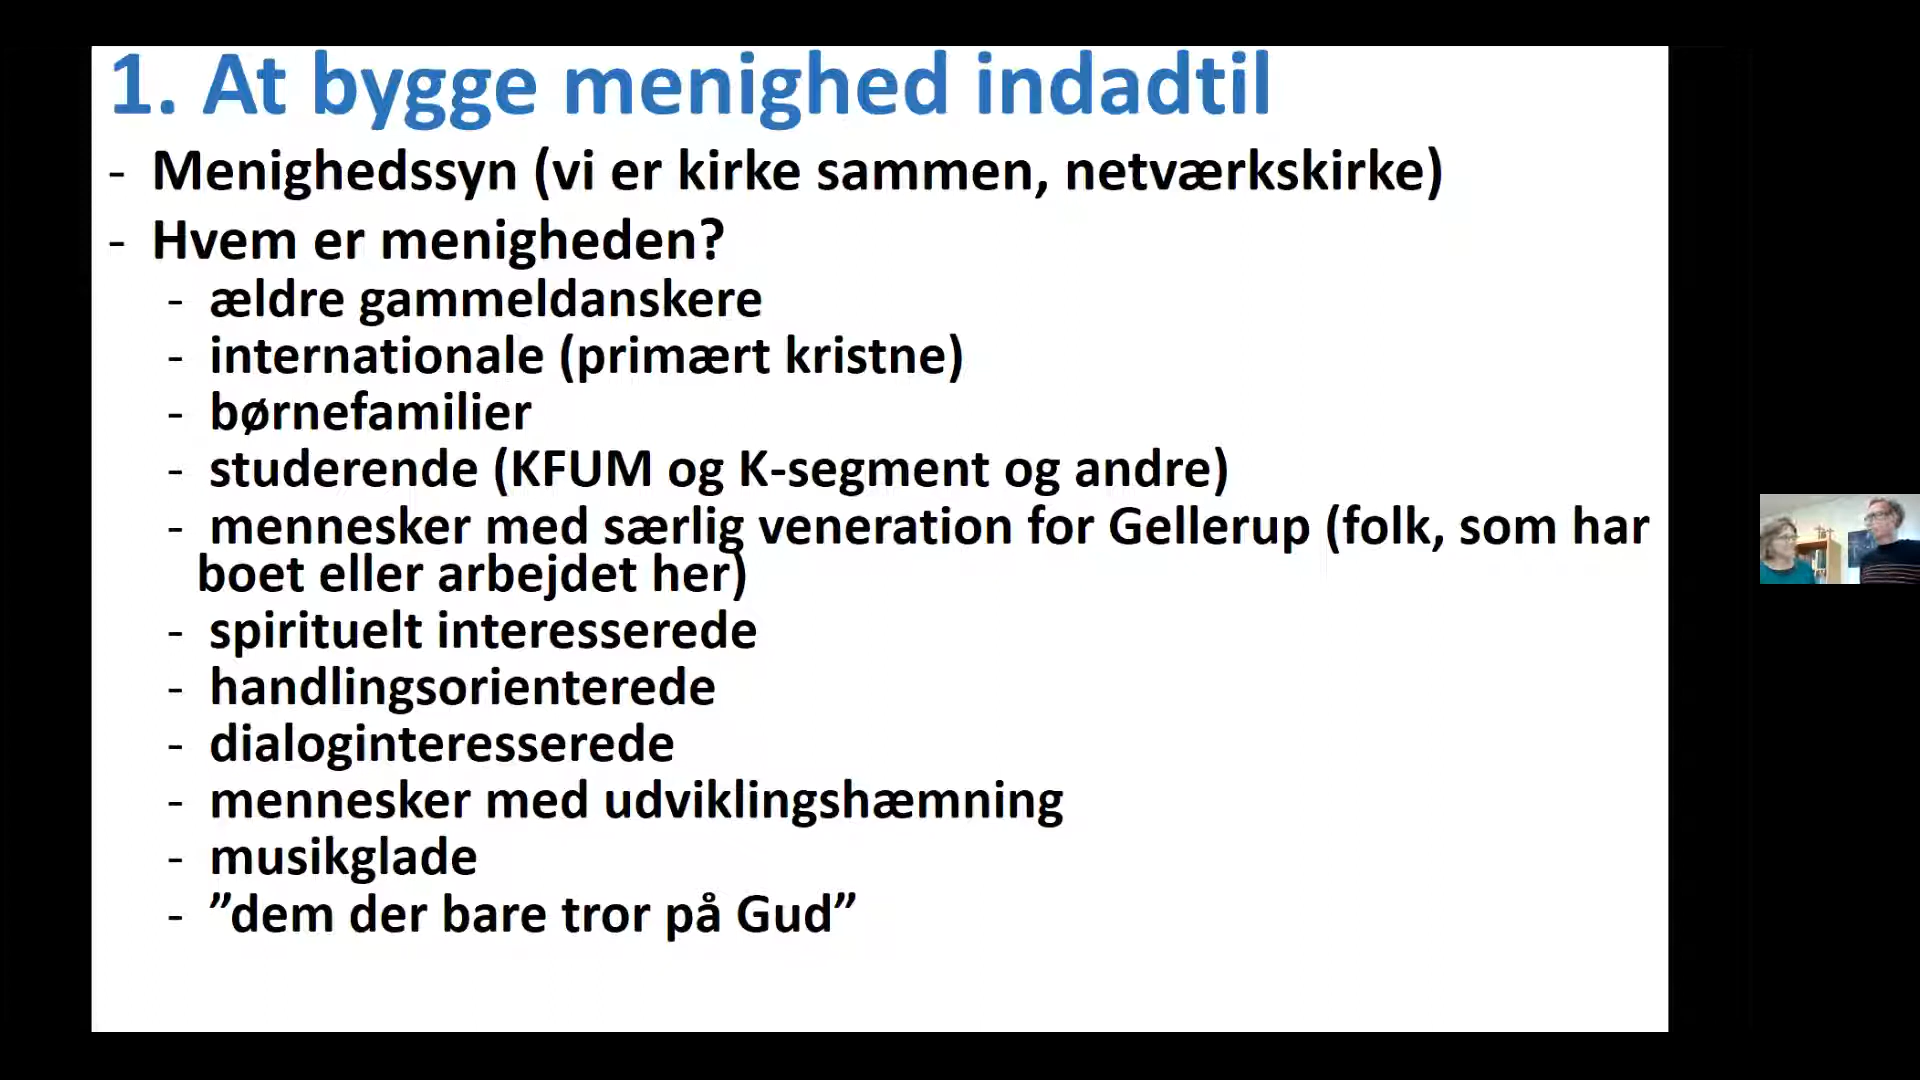 1. At bygge menighed indadtil
- Menighedssyn (vi er kirke sammen, netværkskirke)
- Hvem er menigheden?
- ældre gammeldanskere
- internationale (primært kristne)
- børnefamilier
- studerende (KFUM og K-segment og andre)
- mennesker med særlig veneration for Gellerup (folk, som har
boet eller arbejdet her)
- spirituelt interesserede
- handlingsorienterede
- dialoginteresserede
- mennesker med udviklingshæmning
- musikglade
- ”dem der bare tror på Gud”